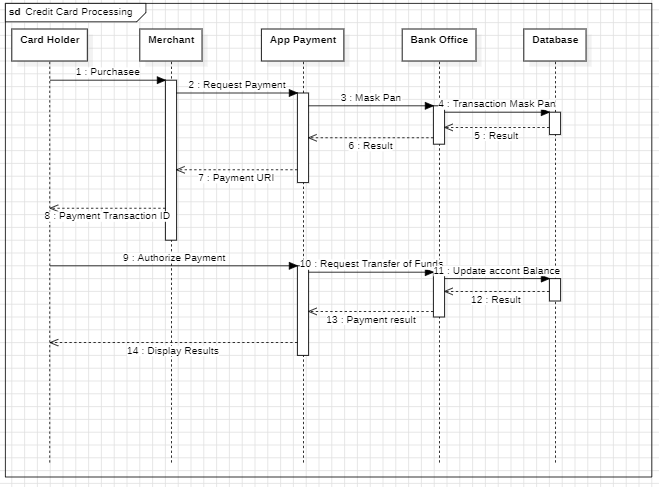 sd Credit Card Processing
Card Holder
Merchant
App Payment
Bank Office
Database
1 : Purchasee
2 : Request Payment
3 : Mask Pan
4 : Transaction Mask Pan
5 : Result
6 : Result
7 : Payment URI
8 : Payment Transaction ID
9 : Authorize Payment
10 : Request Transfer of Funds
11 : Update accont Balance
12 : Result
13 : Payment result
14 : Display Results